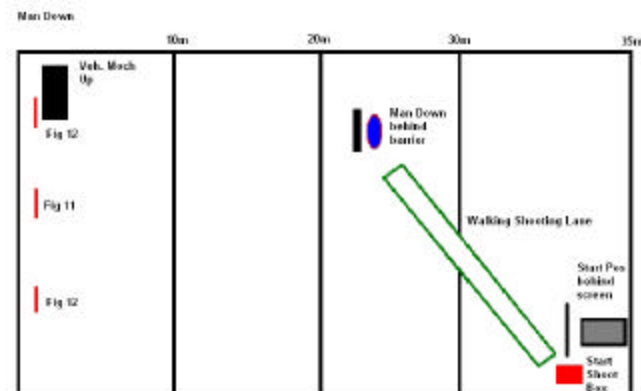 Man Down
10m
20m
30m
35m
Veh. Mock
Up
Fig 12
Man Down
behind
barrier
Fig 11
Walking Shooting Lane
Start Pos
behind
screen
Fig 12
Start
Shoot
Box